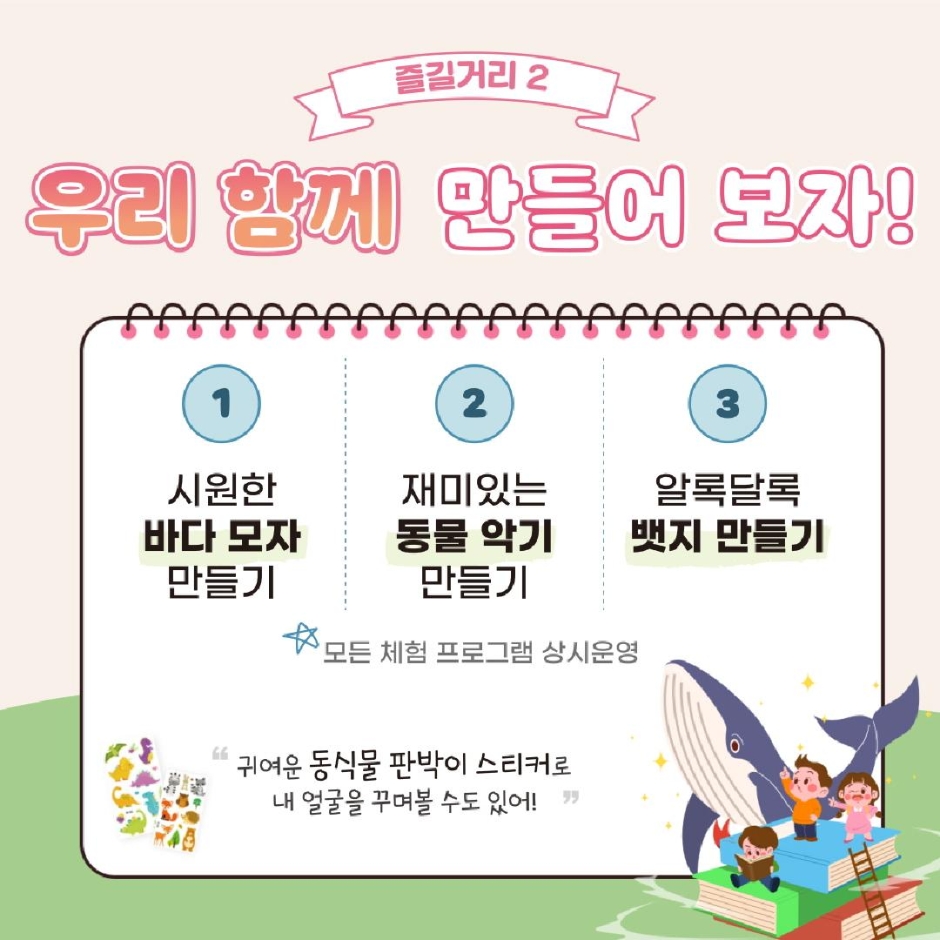 즐길거리 2
우리 함께 만들어 보자!
1
시원한
바다 모자
만들기
2
재미있는
동물 악기
만들기
3
알록달록
뱃지 만들기
모든 체험 프로그램 상시운영
“ 귀여운 동식물 판박이 스티커로
내 얼굴을 꾸며볼 수도 있어! ”